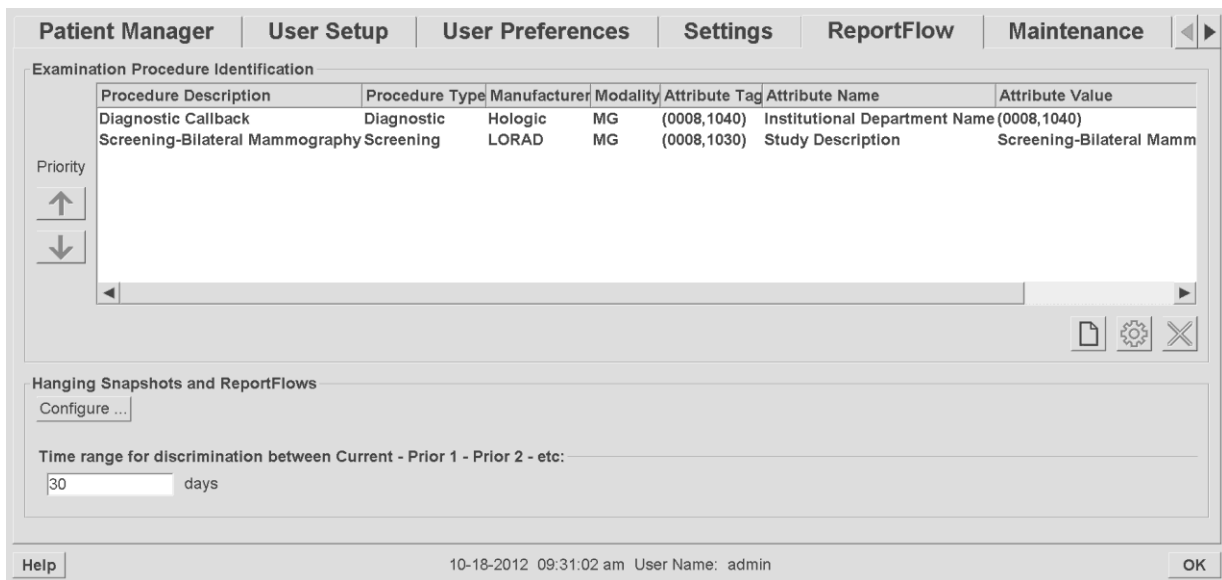 Patient Manager User Setup User Preferences Settings ReportFlow Maintenance
Examination Procedure Identification
Procedure Description Procedure Type Manufacturer Modality Attribute Tag Attribute Name Attribute Value
Diagnostic Callback Diagnostic Hologic MG (0008,1040) Institutional Department Name (0008,1040)
Screening-Bilateral Mammography Screening LORAD MG (0008,1030) Study Description Screening-Bilateral Mamm
Priority
Hanging Snapshots and ReportFlows
Configure ...
Time range for discrimination between Current - Prior 1 - Prior 2 - etc:
30 days
Help 10-18-2012 09:31:02 am User Name: admin OK